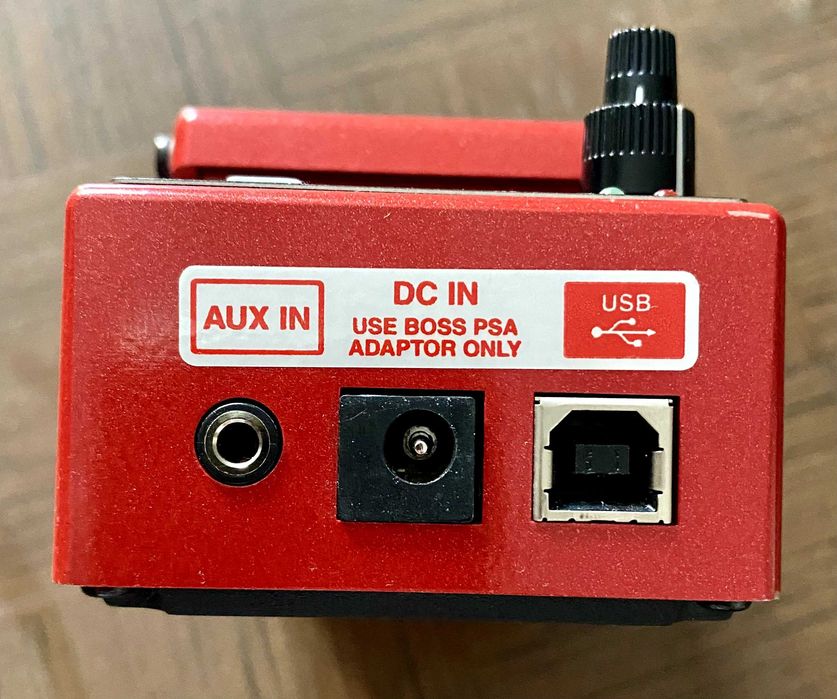 AUX IN
DC IN
USE BOSS PSA
ADAPTOR ONLY
USB